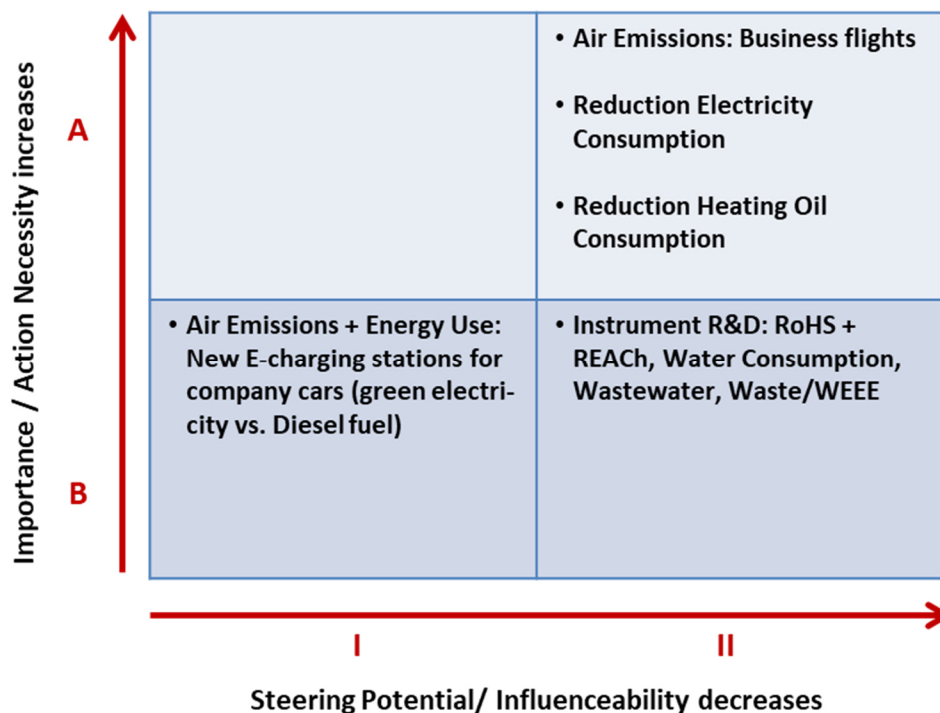 Importance / Action Necessity increases
A
B
• Air Emissions: Business flights
• Reduction Electricity
Consumption
• Reduction Heating Oil
Consumption
• Air Emissions + Energy Use:
New E-charging stations for
company cars (green electri-
city vs. Diesel fuel)
• Instrument R&D: RoHS +
REACh, Water Consumption,
Wastewater, Waste/WEEE
I
II
Steering Potential/ Influenceability decreases